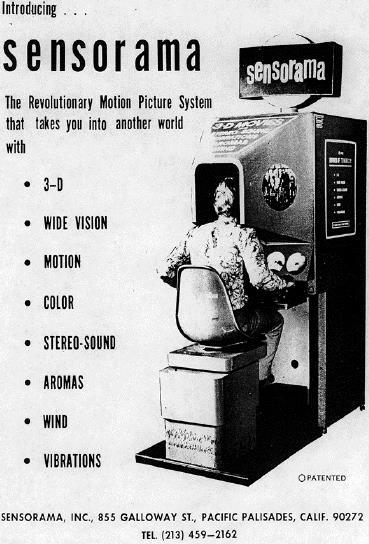 Introducing . . .
sensorama
sensorama
The Revolutionary Motion Picture System
that takes you into another world
with
3-D MOVIES
• 3-D
• WIDE VISION
• MOTION
• COLOR
• STEREO-SOUND
• AROMAS
• WIND
• VIBRATIONS
PATENTED
SENSORAMA, INC., 855 GALLOWAY ST., PACIFIC PALISADES, CALIF. 90272
TEL. (213) 459—2162